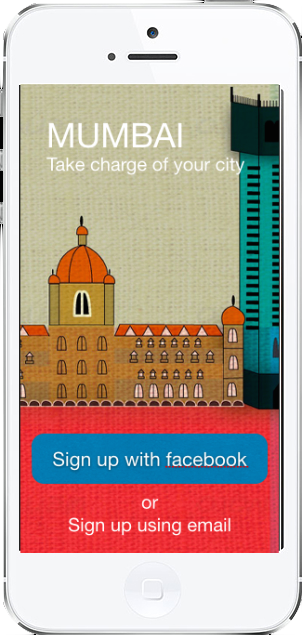 MUMBAI
Take charge of your city
Sign up with facebook
or
Sign up using email